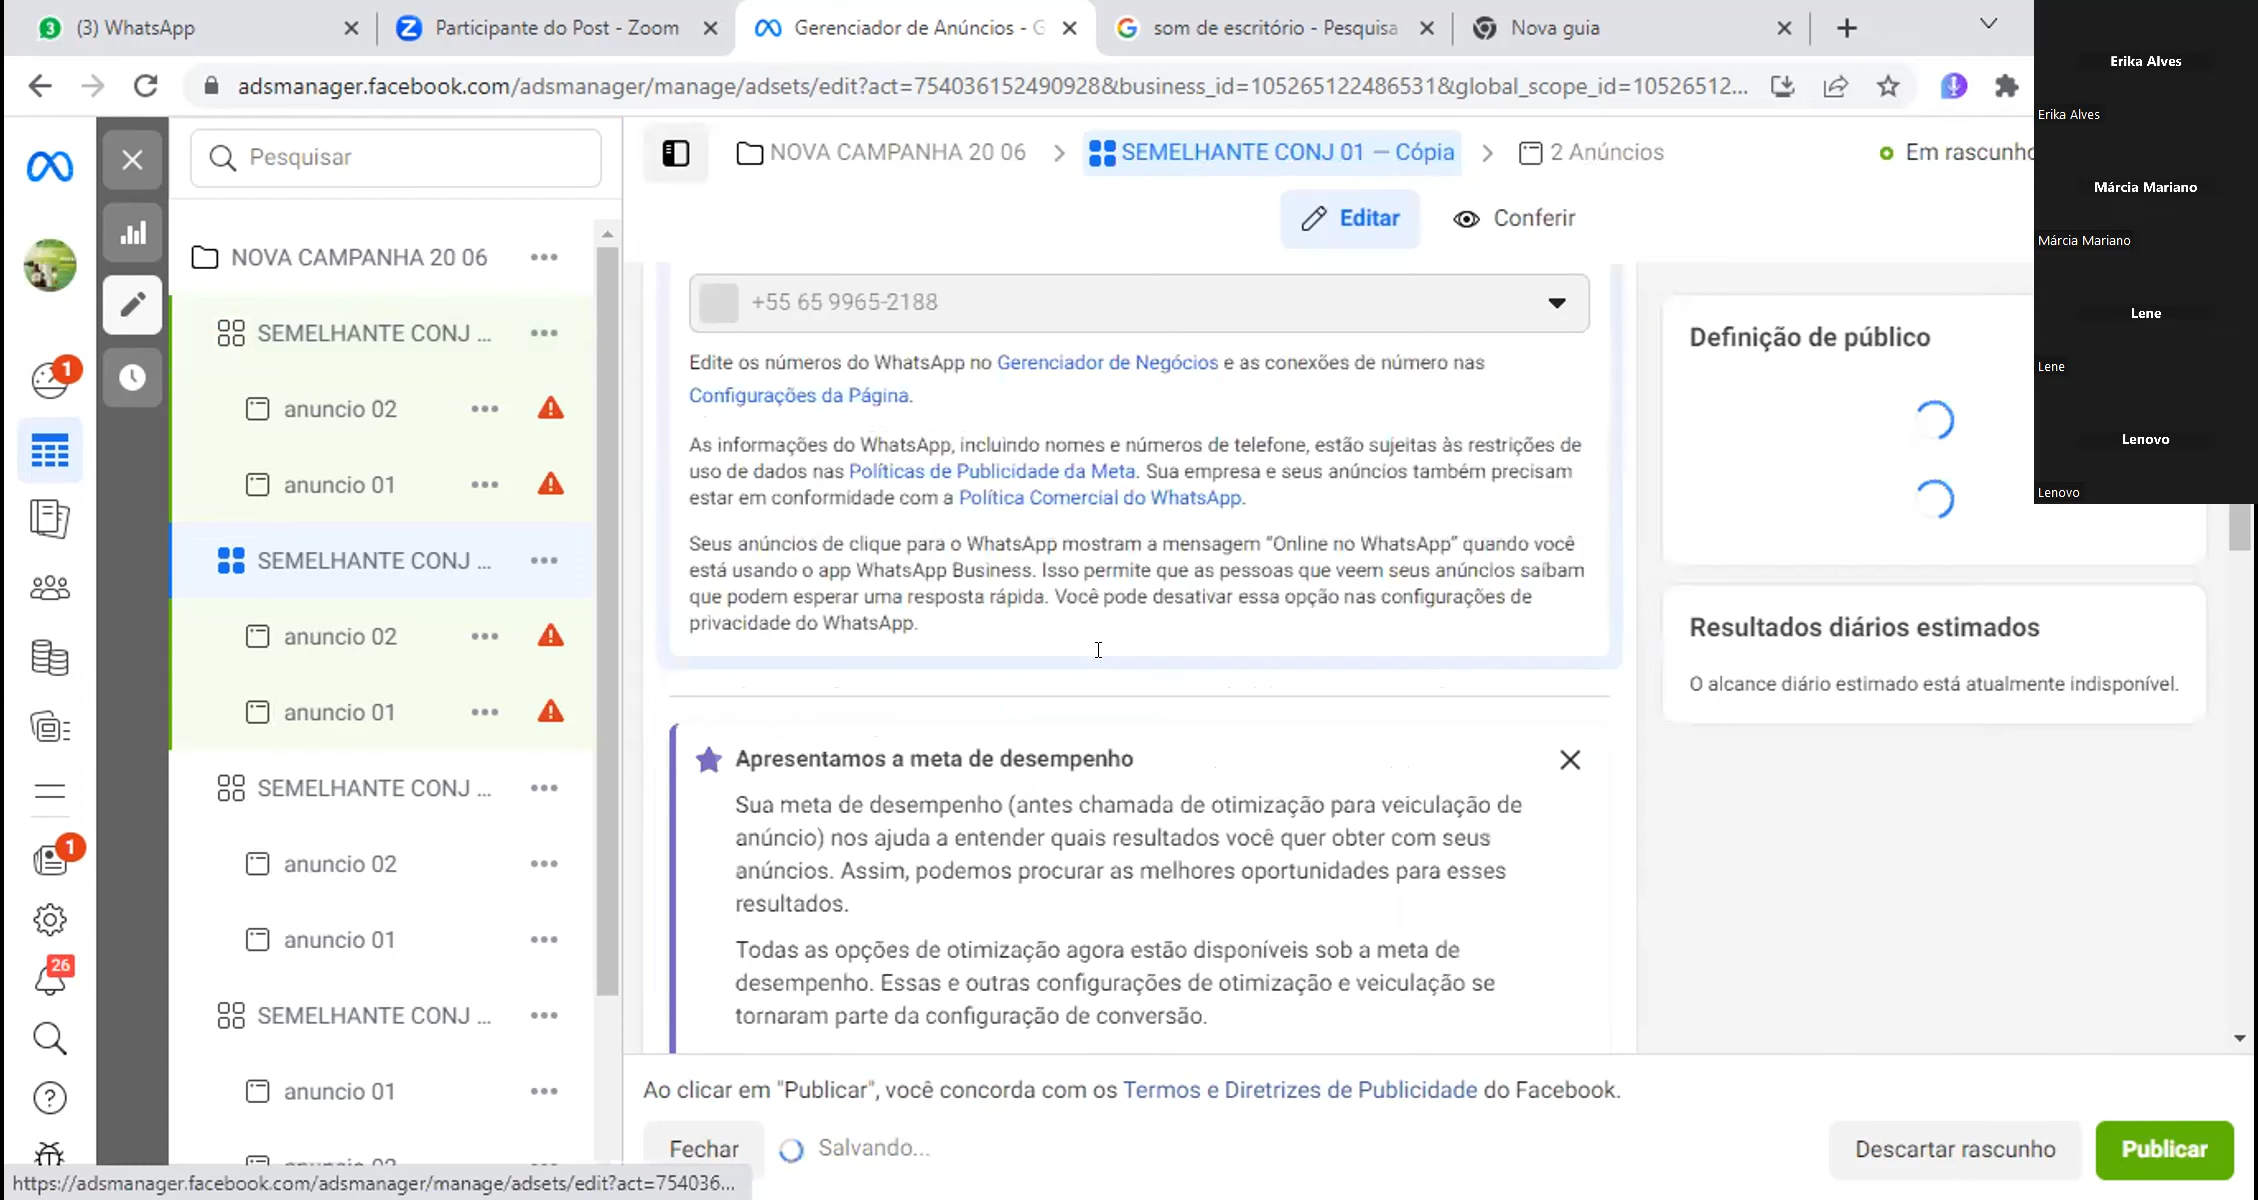 3
(3) WhatsApp
Participante do Post - Zoom
Gerenciador de Anúncios - G
som de escritório - Pesquisa
Nova guia
adsmanager.facebook.com/adsmanager/manage/adsets/edit?act=754036152490928&business_id=105265122486531&global_scope_id=10526512...
Erika Alves
Erika Alves
Márcia Mariano
Márcia Mariano
Lene
Lene
Lenovo
Lenovo
1
1
26
Pesquisar
NOVA CAMPANHA 20 06
SEMELHANTE CONJ ...
anuncio 02
anuncio 01
SEMELHANTE CONJ ...
anuncio 02
anuncio 01
SEMELHANTE CONJ ...
anuncio 02
anuncio 01
SEMELHANTE CONJ ...
anuncio 01
NOVA CAMPANHA 20 06
SEMELHANTE CONJ 01 — Cópia
2 Anúncios
Em rascunho
Editar
Conferir
+55 65 9965-2188
Edite os números do WhatsApp no Gerenciador de Negócios e as conexões de número nas
Configurações da Página.
As informações do WhatsApp, incluindo nomes e números de telefone, estão sujeitas às restrições de
uso de dados nas Políticas de Publicidade da Meta. Sua empresa e seus anúncios também precisam
estar em conformidade com a Política Comercial do WhatsApp.
Seus anúncios de clique para o WhatsApp mostram a mensagem “Online no WhatsApp” quando você
está usando o app WhatsApp Business. Isso permite que as pessoas que veem seus anúncios saibam
que podem esperar uma resposta rápida. Você pode desativar essa opção nas configurações de
privacidade do WhatsApp.
Apresentamos a meta de desempenho
Sua meta de desempenho (antes chamada de otimização para veiculação de
anúncio) nos ajuda a entender quais resultados você quer obter com seus
anúncios. Assim, podemos procurar as melhores oportunidades para esses
resultados.
Todas as opções de otimização agora estão disponíveis sob a meta de
desempenho. Essas e outras configurações de otimização e veiculação se
tornaram parte da configuração de conversão.
Definição de público
Resultados diários estimados
O alcance diário estimado está atualmente indisponível.
Ao clicar em "Publicar", você concorda com os Termos e Diretrizes de Publicidade do Facebook.
Fechar
Salvando...
Descartar rascunho
Publicar
https://adsmanager.facebook.com/adsmanager/manage/adsets/edit?act=754036...